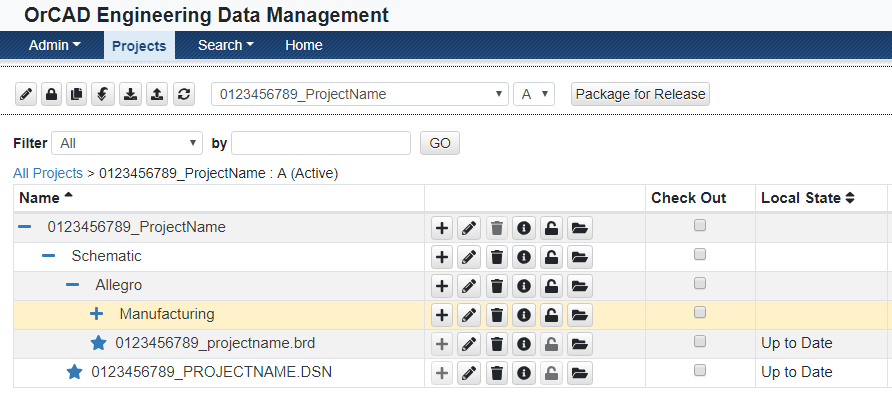 OrCAD Engineering Data Management
Admin Projects Search Home
0123456789_ProjectName A Package for Release
Filter All by GO
All Projects > 0123456789_ProjectName : A (Active)
Name Check Out Local State
0123456789_ProjectName
Schematic
Allegro
Manufacturing
0123456789_projectname.brd Up to Date
0123456789_PROJECTNAME.DSN Up to Date